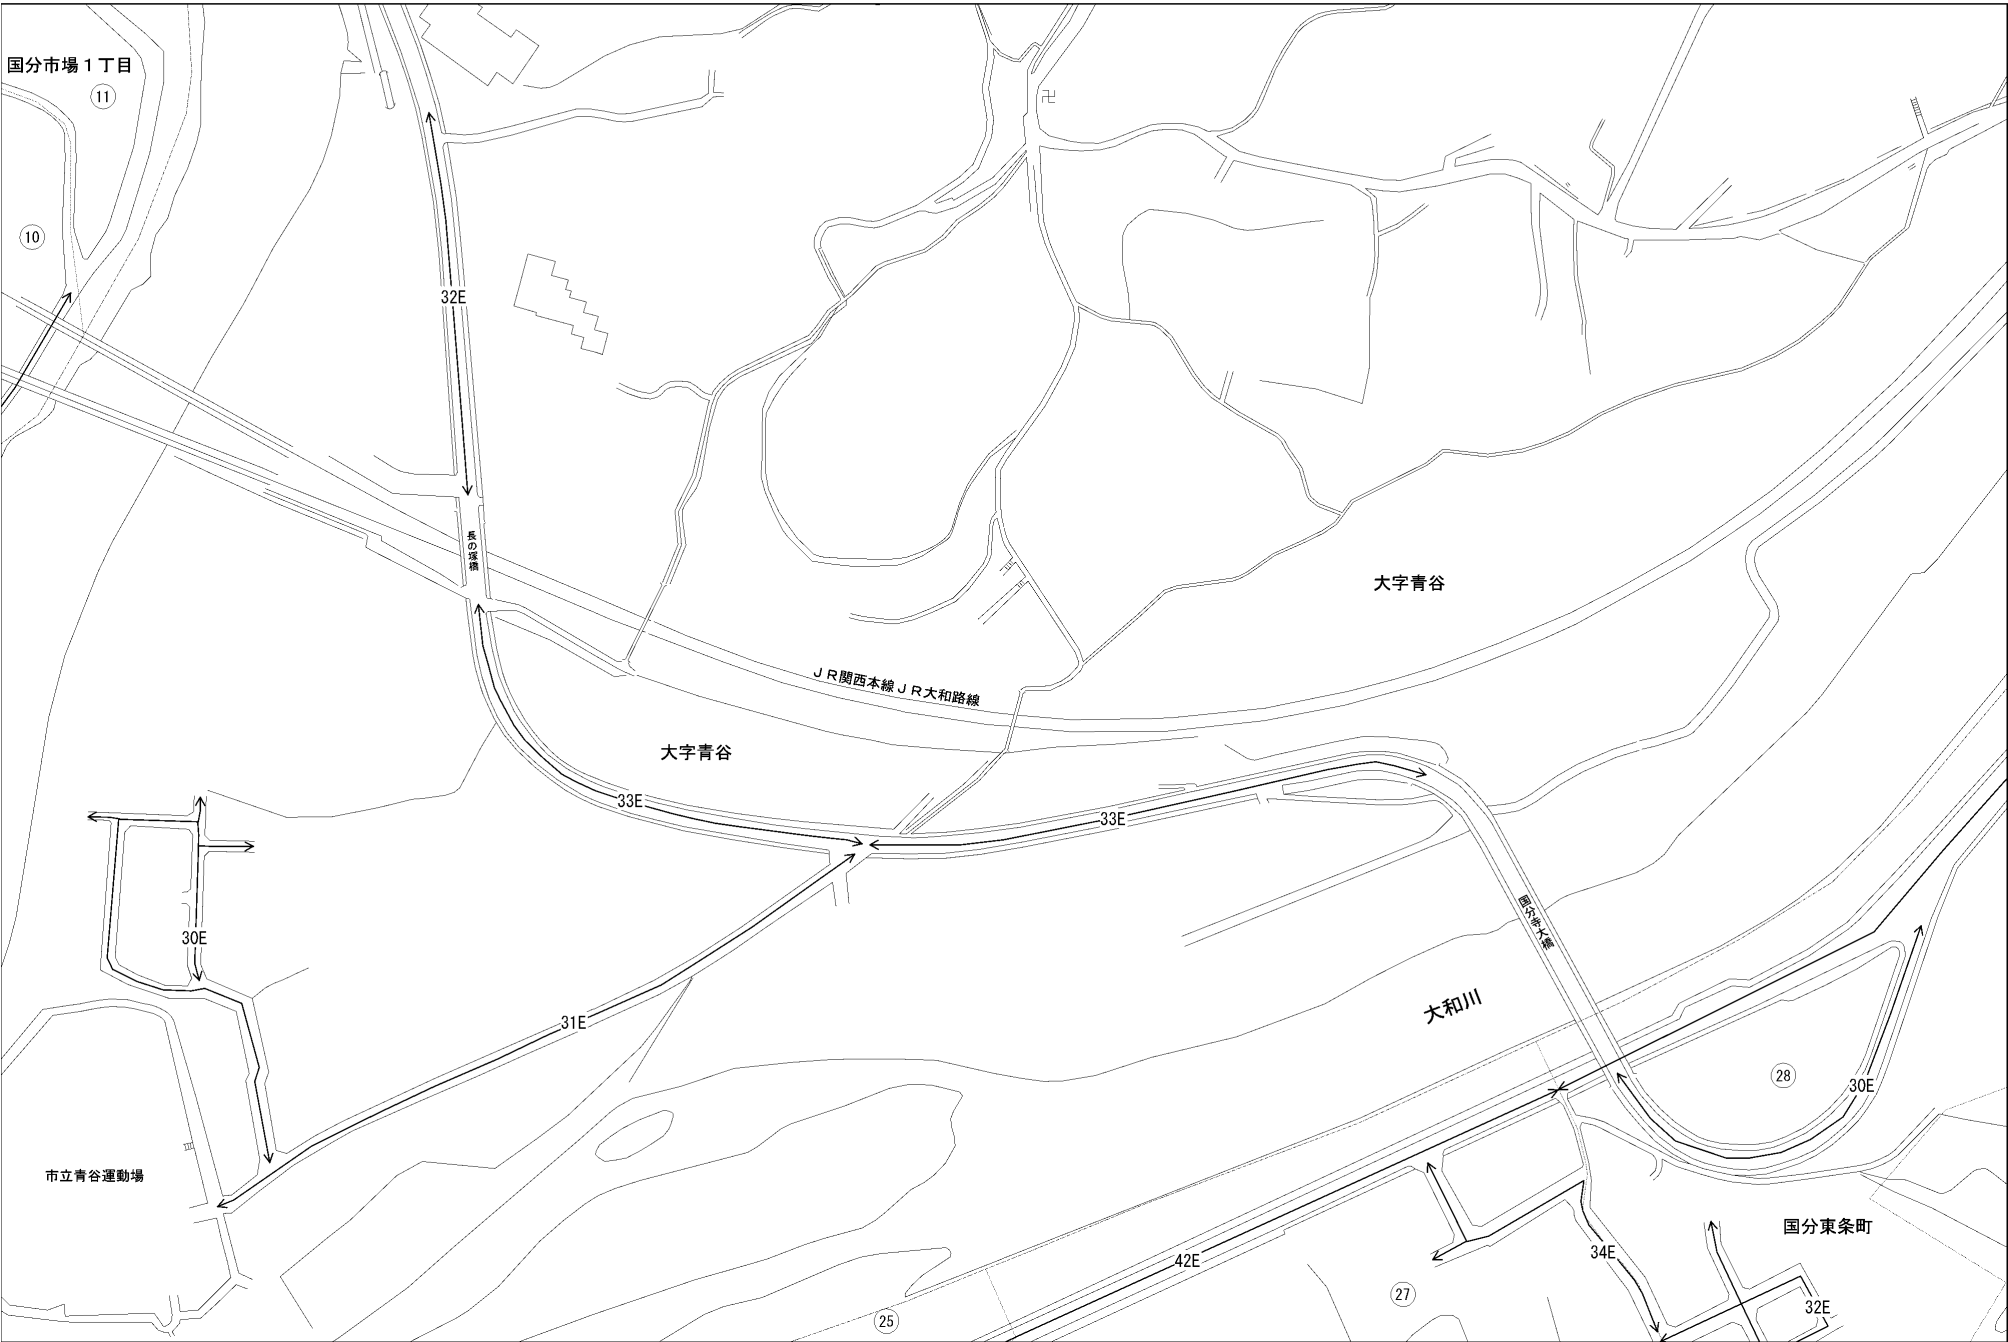 国分市場１丁目
11
10
32E
長の塚橋
大字青谷
ＪＲ関西本線ＪＲ大和路線
大字青谷
33E
33E
国分寺大橋
30E
大和川
31E
28
30E
市立青谷運動場
国分東条町
34E
42E
27
32E
25